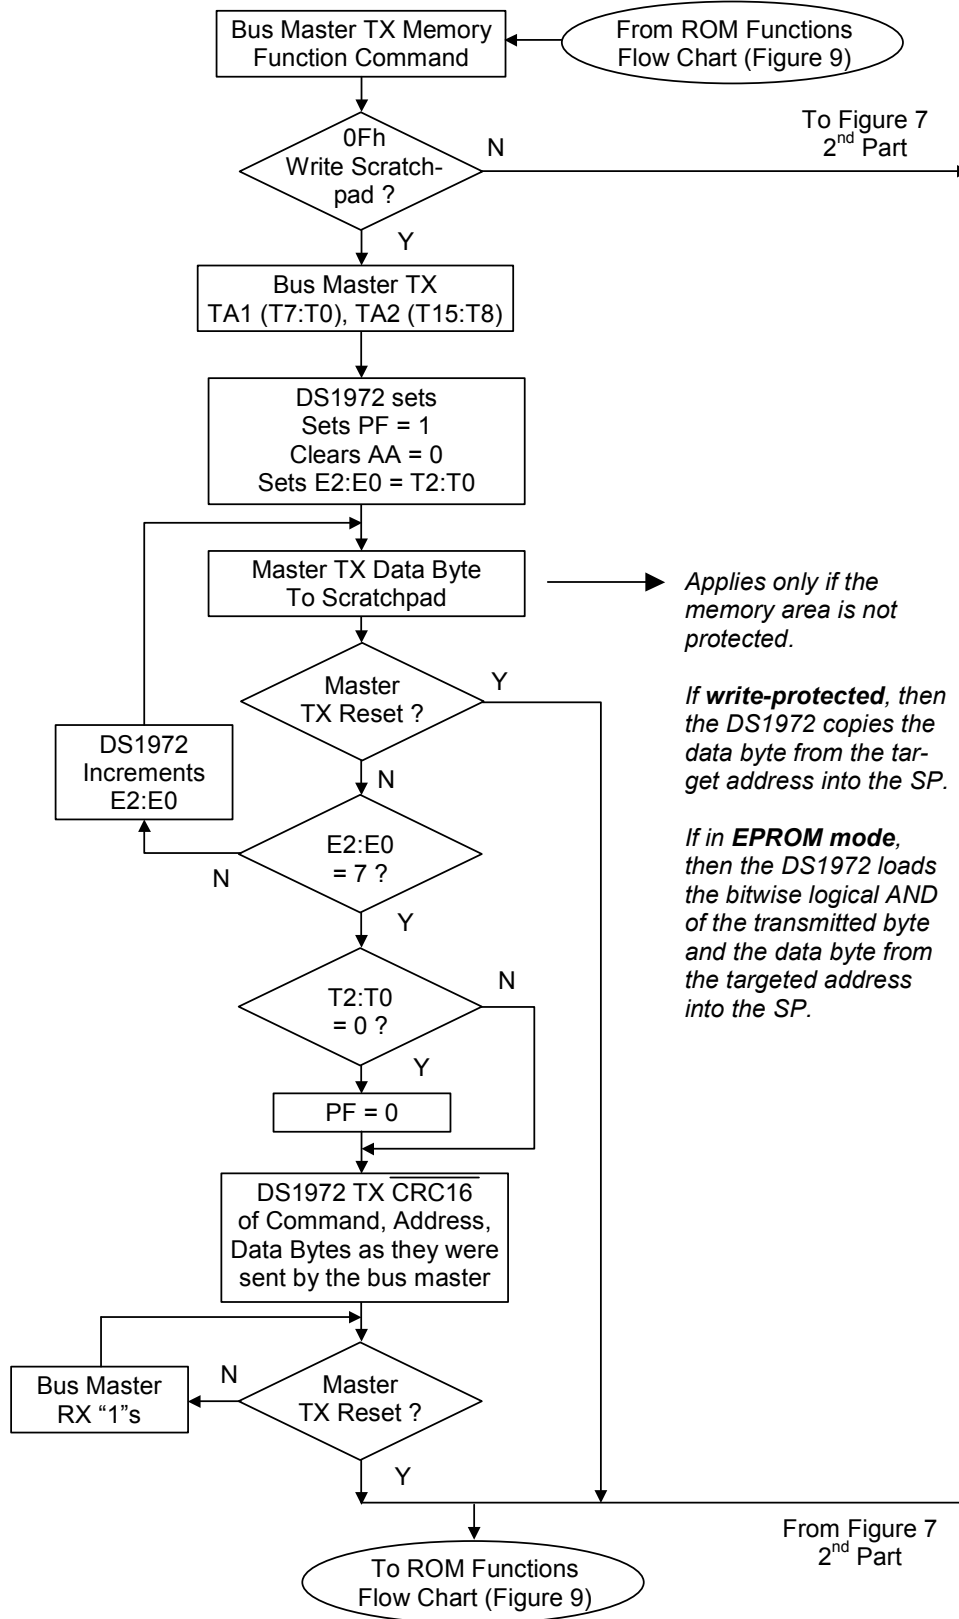 Bus Master TX Memory
Function Command
From ROM Functions
Flow Chart (Figure 9)
To Figure 7
2nd Part
0Fh
Write Scratch-
pad ?
N
Y
Bus Master TX
TA1 (T7:T0), TA2 (T15:T8)
DS1972 sets
Sets PF = 1
Clears AA = 0
Sets E2:E0 = T2:T0
Master TX Data Byte
To Scratchpad
Applies only if the
memory area is not
protected.
If write-protected, then
the DS1972 copies the
data byte from the tar-
get address into the SP.
If in EPROM mode,
then the DS1972 loads
the bitwise logical AND
of the transmitted byte
and the data byte from
the targeted address
into the SP.
Master
TX Reset ?
Y
N
DS1972
Increments
E2:E0
E2:E0
= 7 ?
N
Y
T2:T0
= 0 ?
N
Y
PF = 0
DS1972 TX CRC16
of Command, Address,
Data Bytes as they were
sent by the bus master
Master
TX Reset ?
N
Bus Master
RX “1”s
Y
From Figure 7
2nd Part
To ROM Functions
Flow Chart (Figure 9)